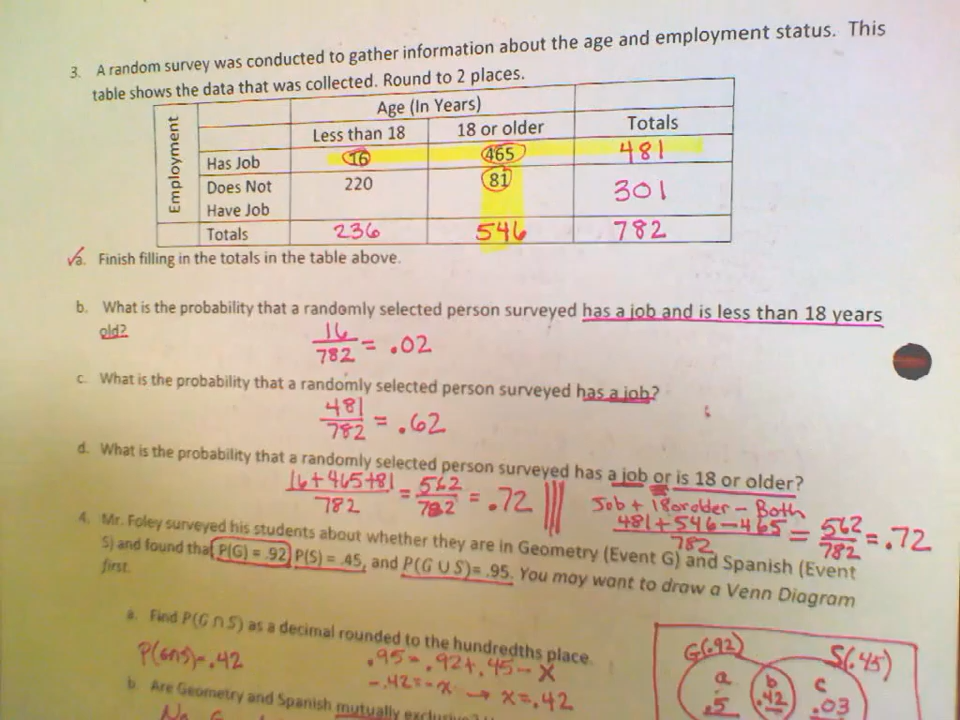 3. A random survey was conducted to gather information about the age and employment status. This
table shows the data that was collected. Round to 2 places.
Employment
Age (In Years)
Less than 18 18 or older Totals
Has Job 16 465 481
Does Not 220 81 301
Have Job
Totals 236 546 782
a. Finish filling in the totals in the table above.
b. What is the probability that a randomly selected person surveyed has a job and is less than 18 years
old?
16/782 = .02
c. What is the probability that a randomly selected person surveyed has a job?
481/782 = .62
d. What is the probability that a randomly selected person surveyed has a job or is 18 or older?
16+465+81/782 = 562/782 = .72
Job + 18 or older - Both
481+546-465/782 = 562/782 = .72
4. Mr. Foley surveyed his students about whether they are in Geometry (Event G) and Spanish (Event
S) and found that P(G) = .92, P(S) = .45, and P(G ∪ S)= .95. You may want to draw a Venn Diagram
first.
a. Find P(G ∩ S) as a decimal rounded to the hundredths place.
P(G∩S)=.42
.95 = .92+.45-X
-.42=-x → x=.42
G(.92) S(.45)
a b c
.5 .42 .03
b Are Geometry and Spanish mutually exclusive?